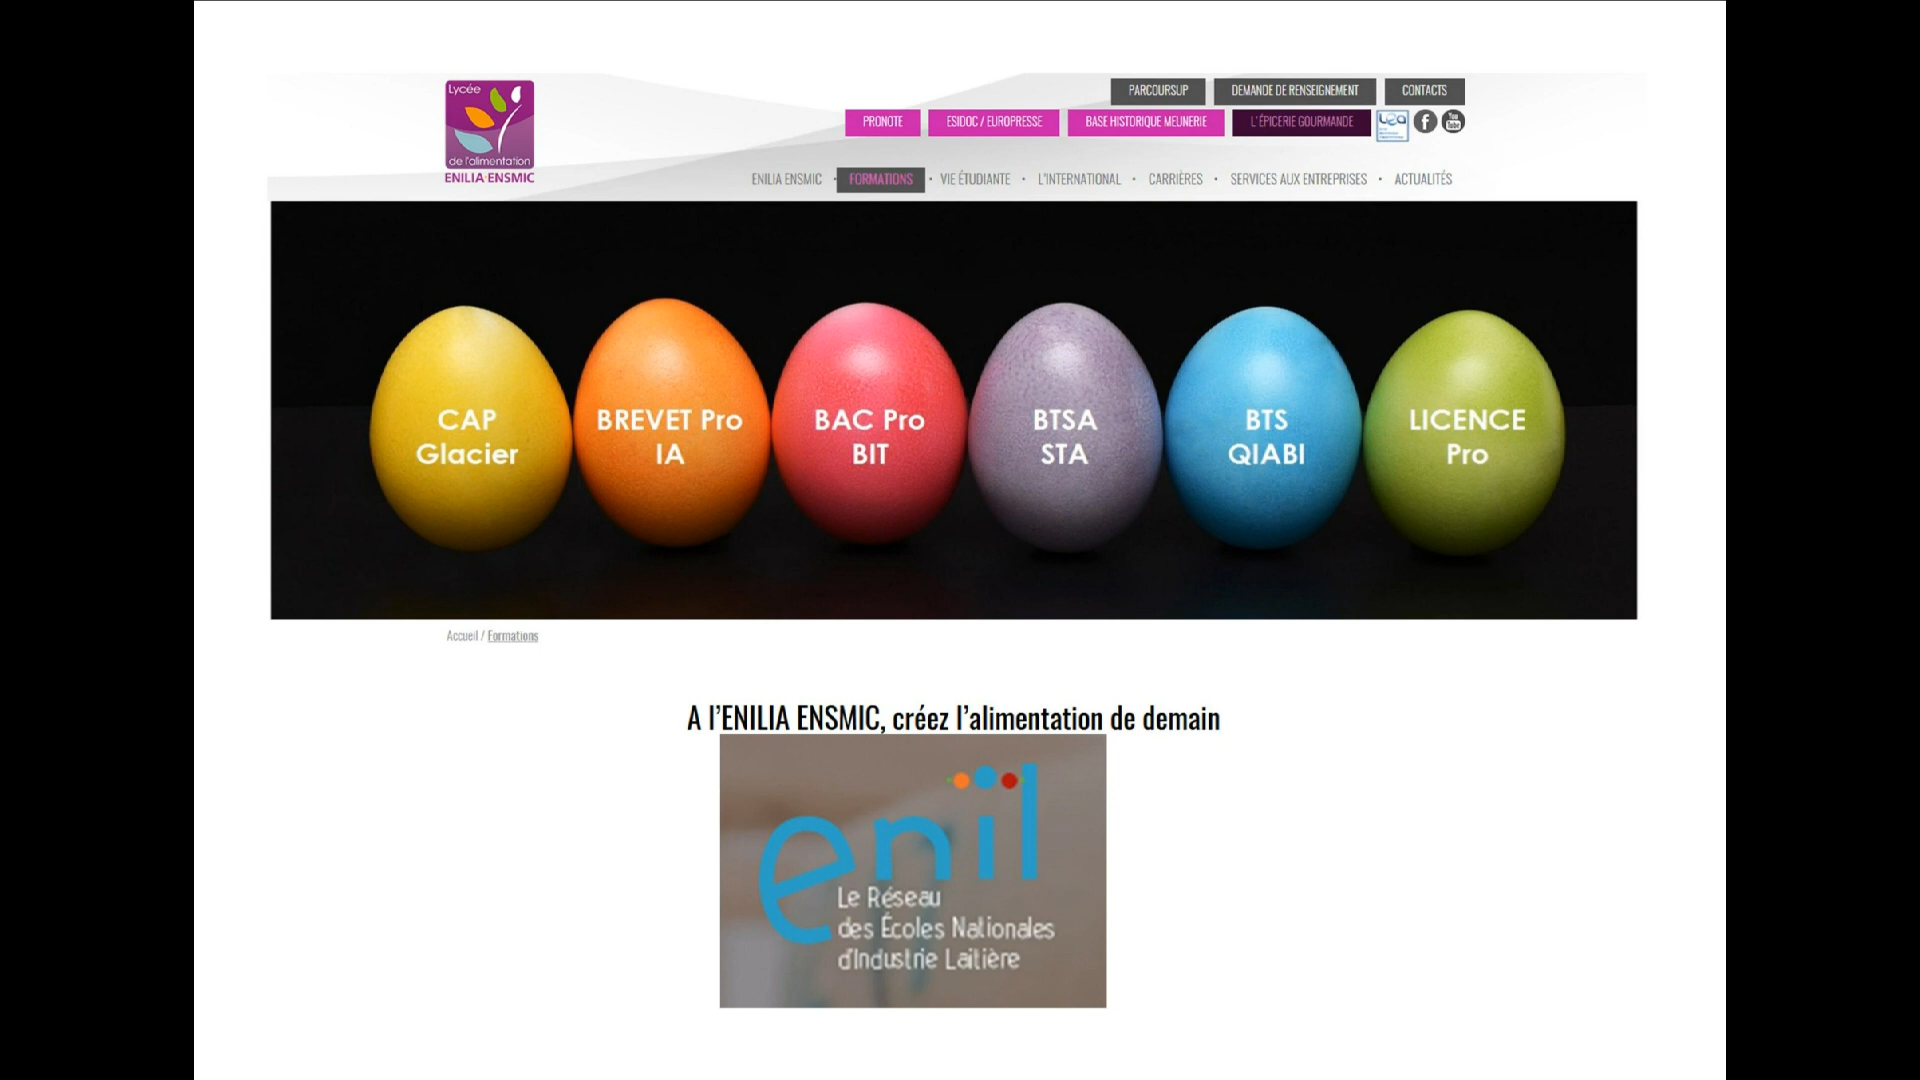 Lycée
de l'alimentation
ENILIA-ENSMIC
PARCOURSUP
DEMANDE DE RENSEIGNEMENT
CONTACTS
PRONOTE
ESIDOC / EUROPRESSE
BASE HISTORIQUE MEUNERIE
L'ÉPICERIE GOURMANDE
Léa
You
Tube
ENILIA ENSMIC • FORMATIONS • VIE ÉTUDIANTE • L'INTERNATIONAL • CARRIÈRES • SERVICES AUX ENTREPRISES • ACTUALITÉS
CAP
Glacier
BREVET Pro
IA
BAC Pro
BIT
BTSA
STA
BTS
QIABI
LICENCE
Pro
Accueil / Formations
A l'ENILIA ENSMIC, créez l'alimentation de demain
enil
Le Réseau
des Écoles Nationales
d'Industrie Laitière